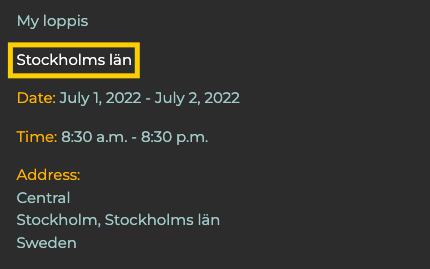 My loppis
Stockholms län
Date: July 1, 2022 - July 2, 2022
Time: 8:30 a.m. - 8:30 p.m.
Address:
Central
Stockholm, Stockholms län
Sweden